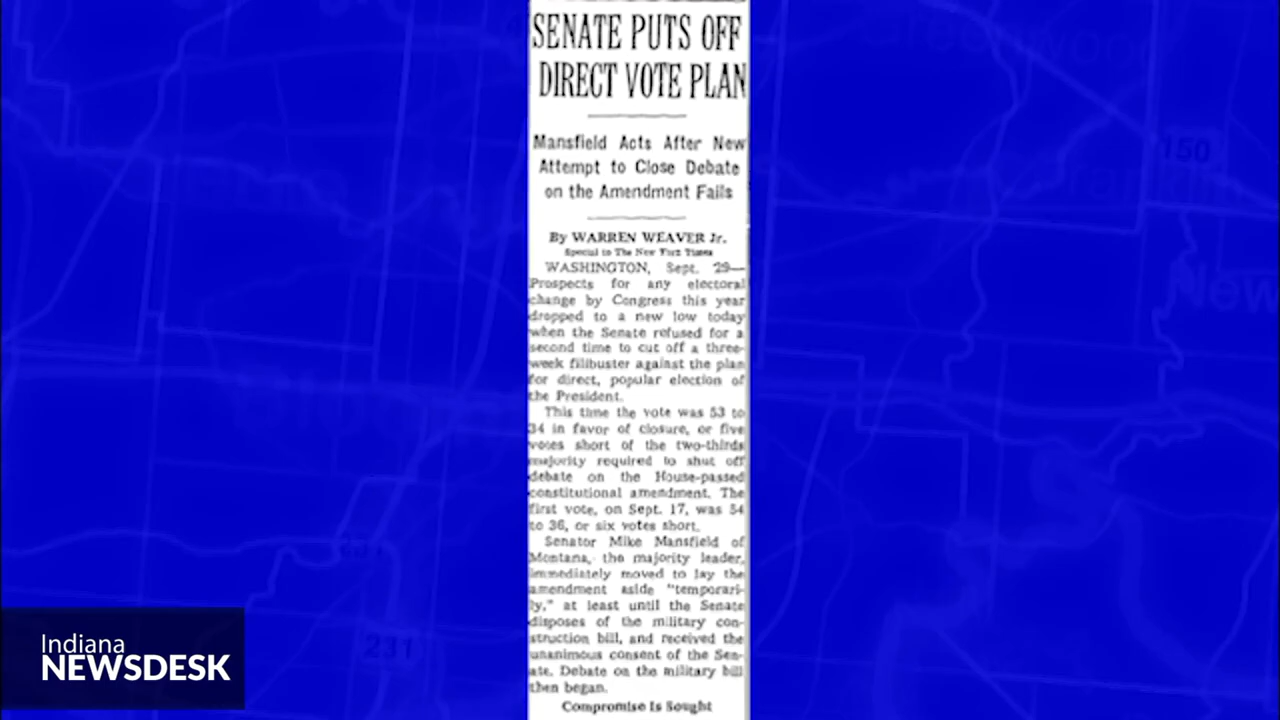 SENATE PUTS OFF
DIRECT VOTE PLAN
Mansfield Acts After New
Attempt to Close Debate
on the Amendment Fails
By WARREN WEAVER Jr.
Special to The New York Times
WASHINGTON, Sept. 29—
Prospects for any electoral
change by Congress this year
dropped to a new low today
when the Senate refused for a
second time to cut off a three-
week filibuster against the plan
for direct, popular election of
the President.
This time the vote was 53 to
34 in favor of closure, or five
votes short of the two-thirds
majority required to shut off
debate on the House-passed
constitutional amendment. The
first vote, on Sept. 17, was 54
to 36, or six votes short.
Senator Mike Mansfield of
Montana, the majority leader,
immediately moved to lay the
amendment aside "temporari-
ly," at least until the Senate
disposes of the military con-
struction bill, and received the
unanimous consent of the Sen-
ate. Debate on the military bill
then began.
Compromise Is Sought
150
New
231
231
Indiana
NEWSDESK